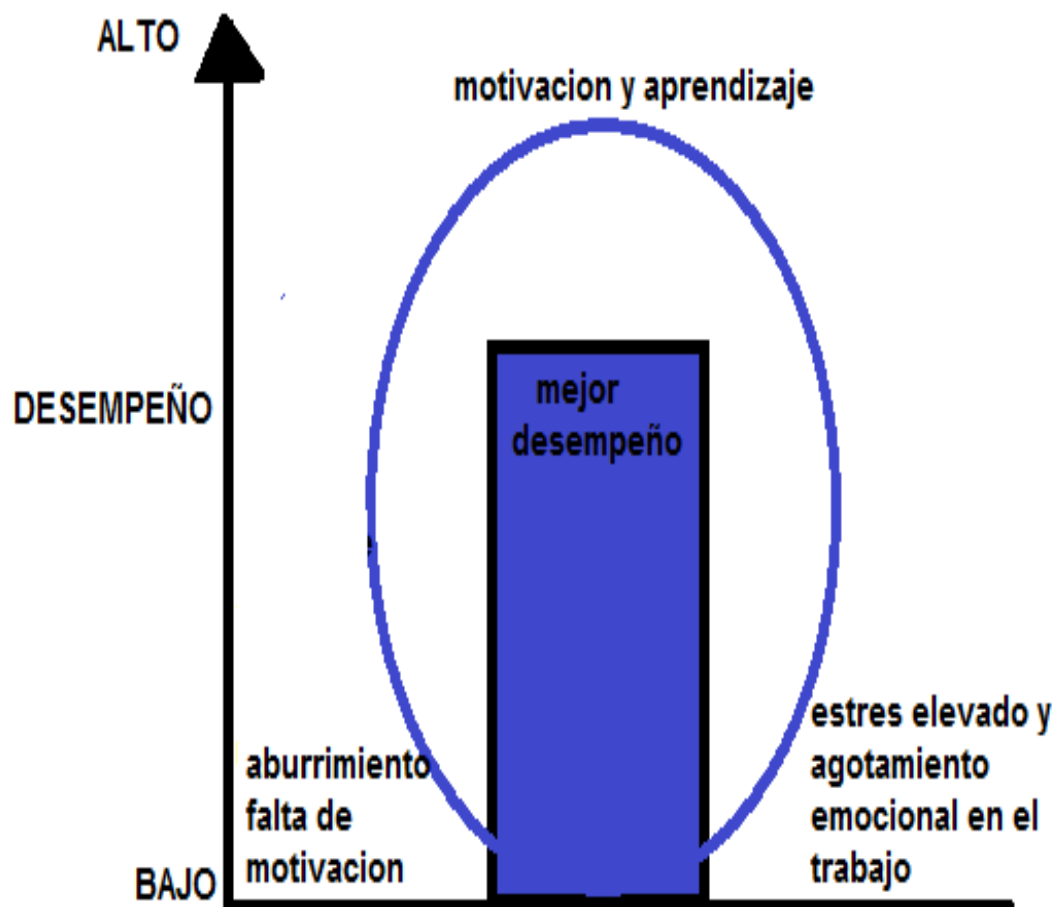 ALTO
motivacion y aprendizaje
mejor
desempeño
DESEMPEÑO
estres elevado y
agotamiento
emocional en el
trabajo
aburrimiento
falta de
motivacion
BAJO